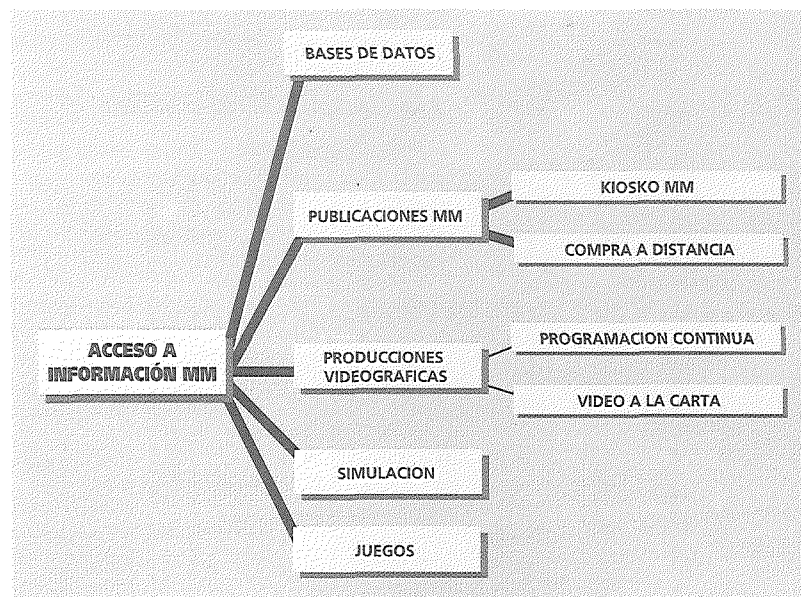 BASES DE DATOS
PUBLICACIONES MM
KIOSKO MM
COMPRA A DISTANCIA
ACCESO A
INFORMACIÓN MM
PRODUCCIONES
VIDEOGRAFICAS
PROGRAMACION CONTINUA
VIDEO A LA CARTA
SIMULACION
JUEGOS